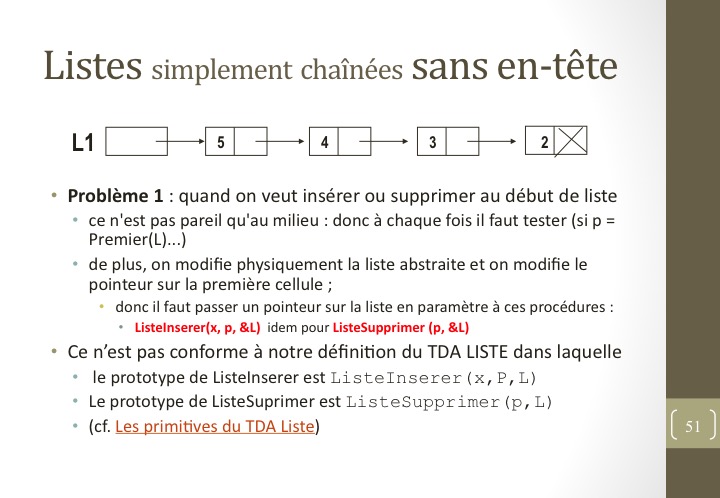 Listes simplement chaînées sans en-tête
L1 5 4 3 2
• Problème 1 : quand on veut insérer ou supprimer au début de liste
• ce n'est pas pareil qu'au milieu : donc à chaque fois il faut tester (si p =
Premier(L)...)
• de plus, on modifie physiquement la liste abstraite et on modifie le
pointeur sur la première cellule ;
• donc il faut passer un pointeur sur la liste en paramètre à ces procédures :
• ListeInserer(x, p, &L) idem pour ListeSupprimer (p, &L)
• Ce n’est pas conforme à notre définition du TDA LISTE dans laquelle
• le prototype de ListeInserer est ListeInserer(x,P,L)
• Le prototype de ListeSuprimer est ListeSupprimer(p,L)
• (cf. Les primitives du TDA Liste)
51